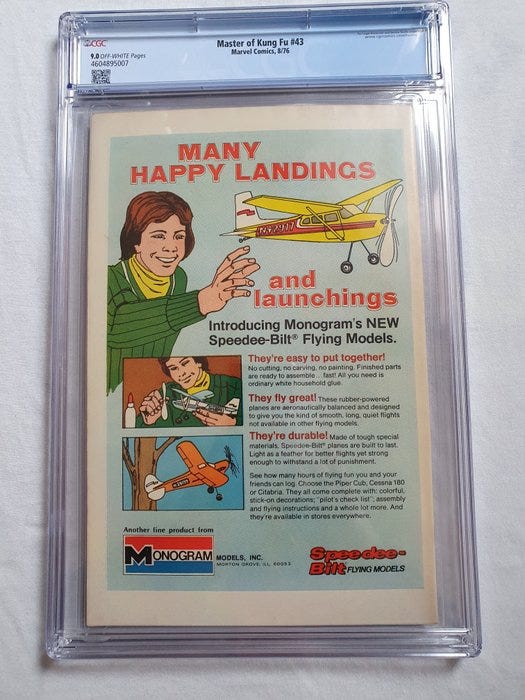 CGC
Master of Kung Fu #43
Marvel Comics, 8/76
9.0 OFF-WHITE Pages
4604895007
MANY
HAPPY LANDINGS
and
launchings
Introducing Monogram's NEW
Speedee-Bilt® Flying Models.
They're easy to put together!
No cutting, no carving, no painting. Finished parts
are ready to assemble... fast! All you need is
ordinary white household glue.
They fly great! These rubber-powered
planes are aeronautically balanced and designed
to give you the kind of smooth, long, quiet flights
not available in other flying models.
They're durable! Made of tough special
materials, Speedee-Bilt® planes are built to last.
Light as a feather for better flights yet strong
enough to withstand a lot of punishment.
See how many hours of flying fun you and your
friends can log. Choose the Piper Cub, Cessna 180
or Citabria. They all come complete with: colorful,
stick-on decorations; "pilot's check list"; assembly
and flying instructions and a whole lot more. And
they're available in stores everywhere.
Another fine product from
MONOGRAM MODELS, INC.
MORTON GROVE, ILL. 60053
Speedee-
Bilt FLYING MODELS